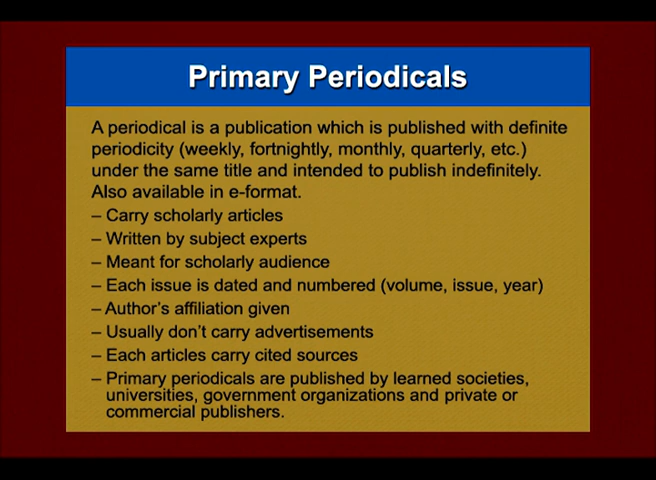 Primary Periodicals
A periodical is a publication which is published with definite
periodicity (weekly, fortnightly, monthly, quarterly, etc.)
under the same title and intended to publish indefinitely.
Also available in e-format.
– Carry scholarly articles
– Written by subject experts
– Meant for scholarly audience
– Each issue is dated and numbered (volume, issue, year)
– Author's affiliation given
– Usually don't carry advertisements
– Each articles carry cited sources
– Primary periodicals are published by learned societies,
universities, government organizations and private or
commercial publishers.